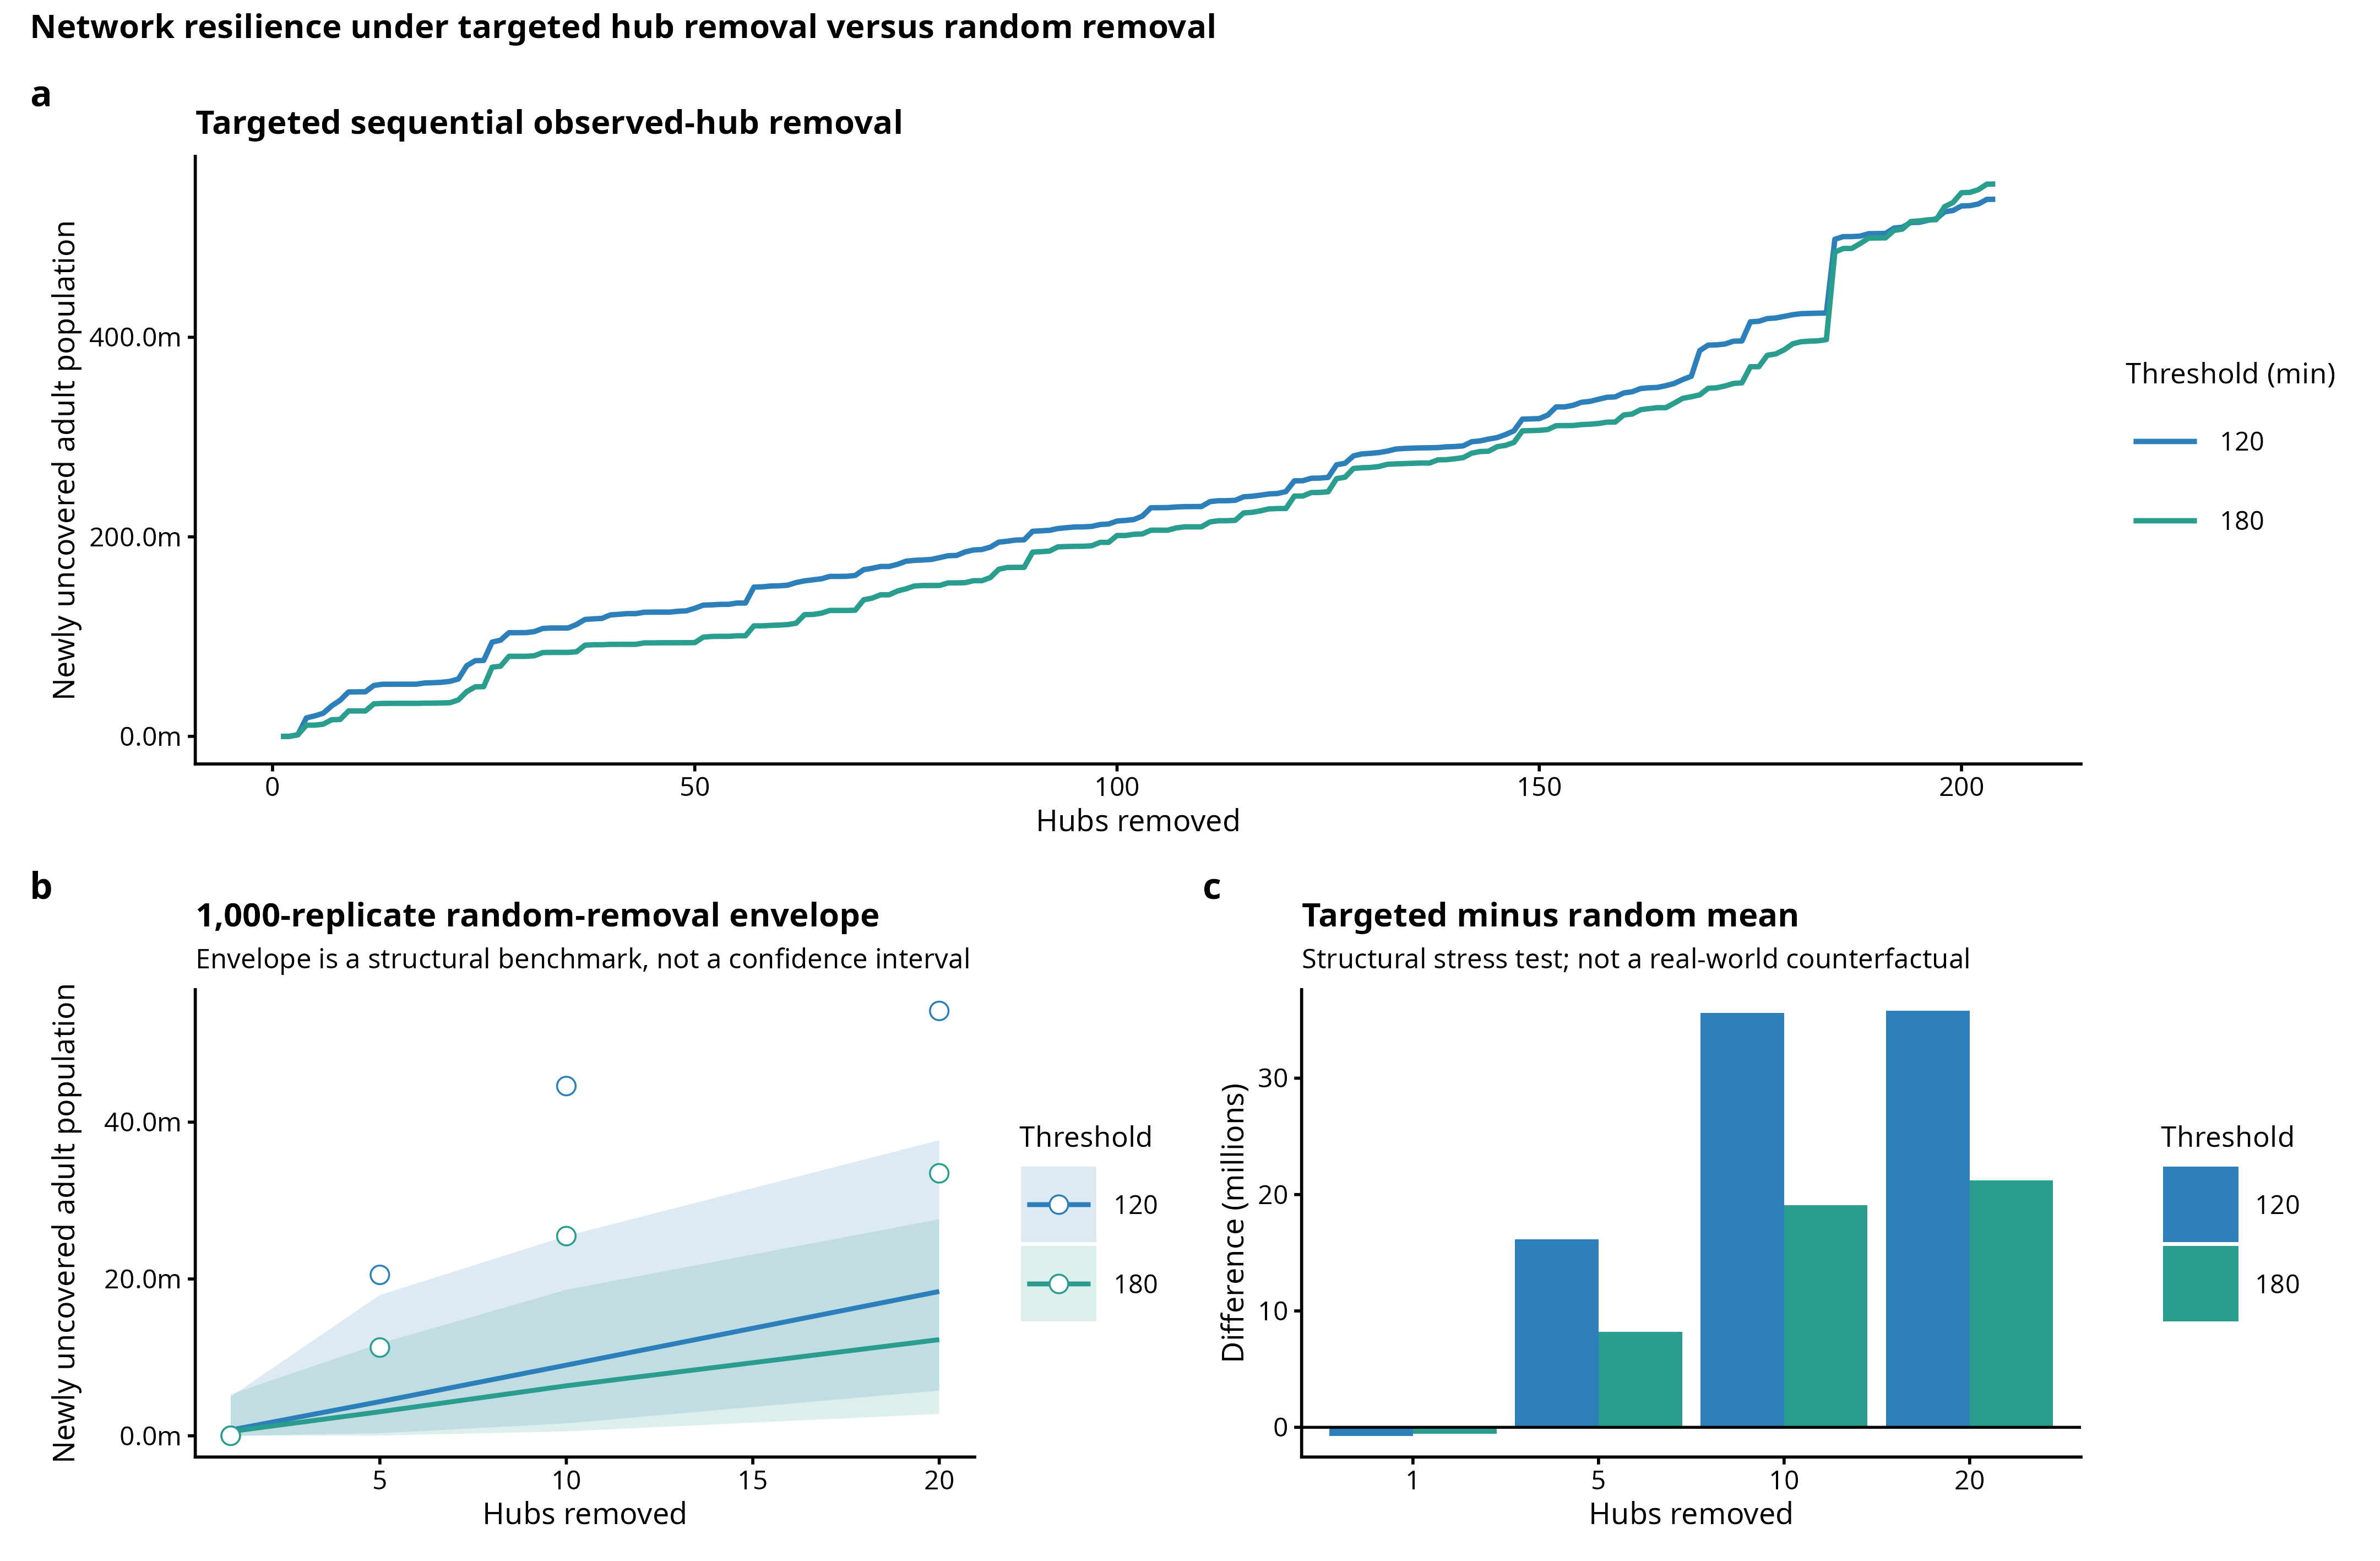 Network resilience under targeted hub removal versus random removal
a
Targeted sequential observed-hub removal
Newly uncovered adult population
400.0m
200.0m
0.0m
0
50
100
150
200
Hubs removed
Threshold (min)
120
180
b
1,000-replicate random-removal envelope
Envelope is a structural benchmark, not a confidence interval
Newly uncovered adult population
40.0m
20.0m
0.0m
5
10
15
20
Hubs removed
Threshold
120
180
c
Targeted minus random mean
Structural stress test; not a real-world counterfactual
Difference (millions)
30
20
10
0
1
5
10
20
Hubs removed
Threshold
120
180